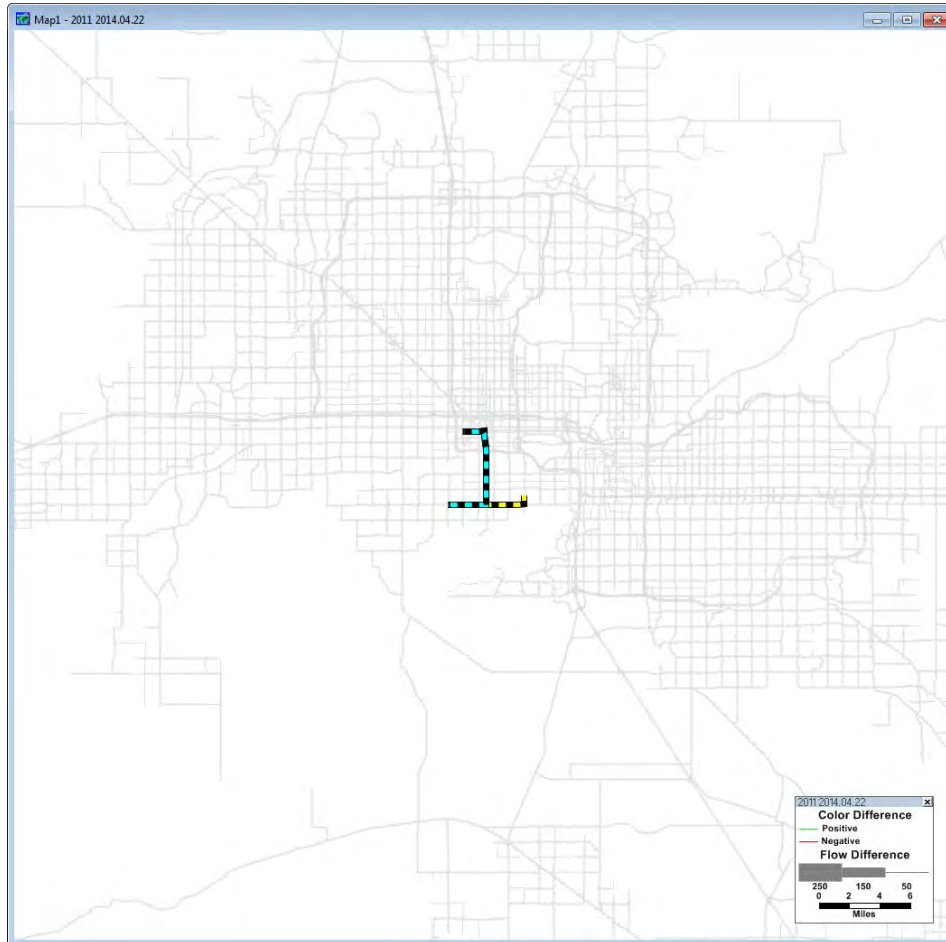 Map1 - 2011 2014.04.22
2011 2014.04.22
Color Difference
Positive
Negative
Flow Difference
250 150 50
0 2 4 6
Miles